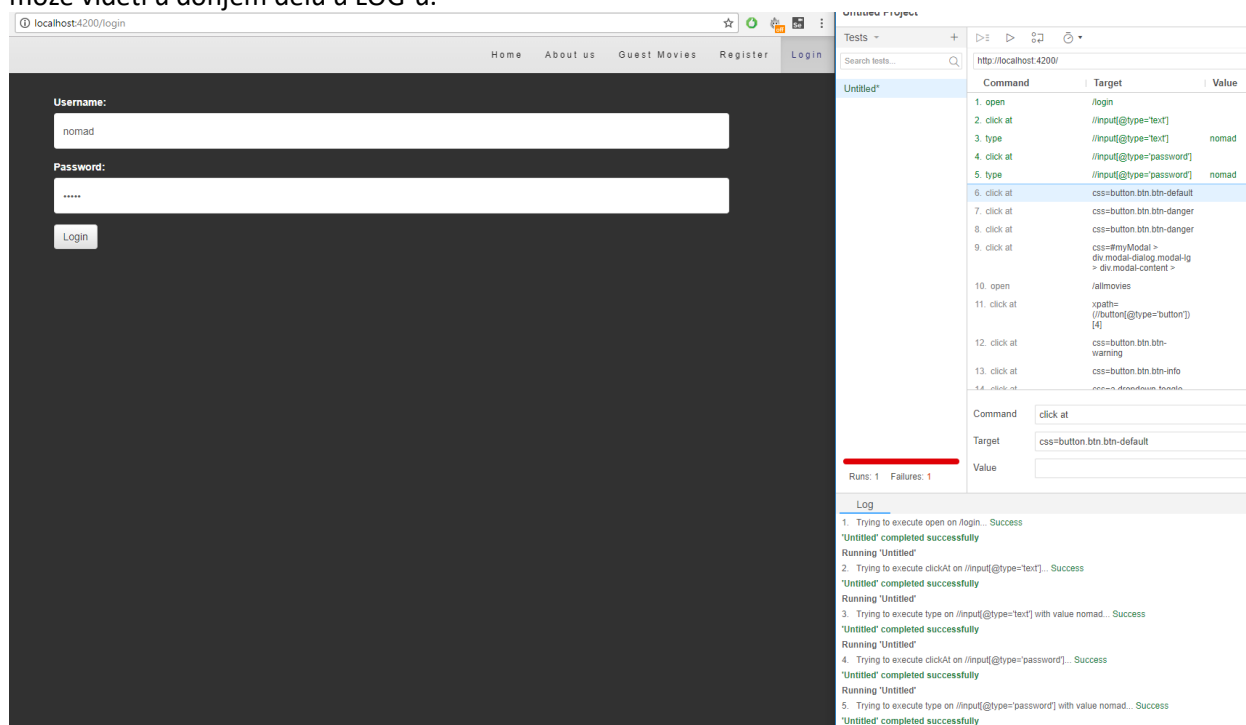 može videti u donjem delu u LOG-u.
localhost:4200/login
off
Se
Home About us Guest Movies Register Login
Username:
nomad
Password:
•••••
Login
Untitled Project
Tests
Search tests...
Untitled*
Runs: 1 Failures: 1
http://localhost:4200/
Command Target Value
1. open /login
2. click at //input[@type='text']
3. type //input[@type='text'] nomad
4. click at //input[@type='password']
5. type //input[@type='password'] nomad
6. click at css=button.btn.btn-default
7. click at css=button.btn.btn-danger
8. click at css=button.btn.btn-danger
9. click at css=#myModal >
div.modal-dialog.modal-lg
> div.modal-content >
10. open /allmovies
11. click at xpath=
(//button[@type='button'])
[4]
12. click at css=button.btn.btn-
warning
13. click at css=button.btn.btn-info
14. click at css=a.dropdown-toggle
Command click at
Target css=button.btn.btn-default
Value
Log
1. Trying to execute open on /login... Success
'Untitled' completed successfully
Running 'Untitled'
2. Trying to execute clickAt on //input[@type='text']... Success
'Untitled' completed successfully
Running 'Untitled'
3. Trying to execute type on //input[@type='text'] with value nomad... Success
'Untitled' completed successfully
Running 'Untitled'
4. Trying to execute clickAt on //input[@type='password']... Success
'Untitled' completed successfully
Running 'Untitled'
5. Trying to execute type on //input[@type='password'] with value nomad... Success
'Untitled' completed successfully